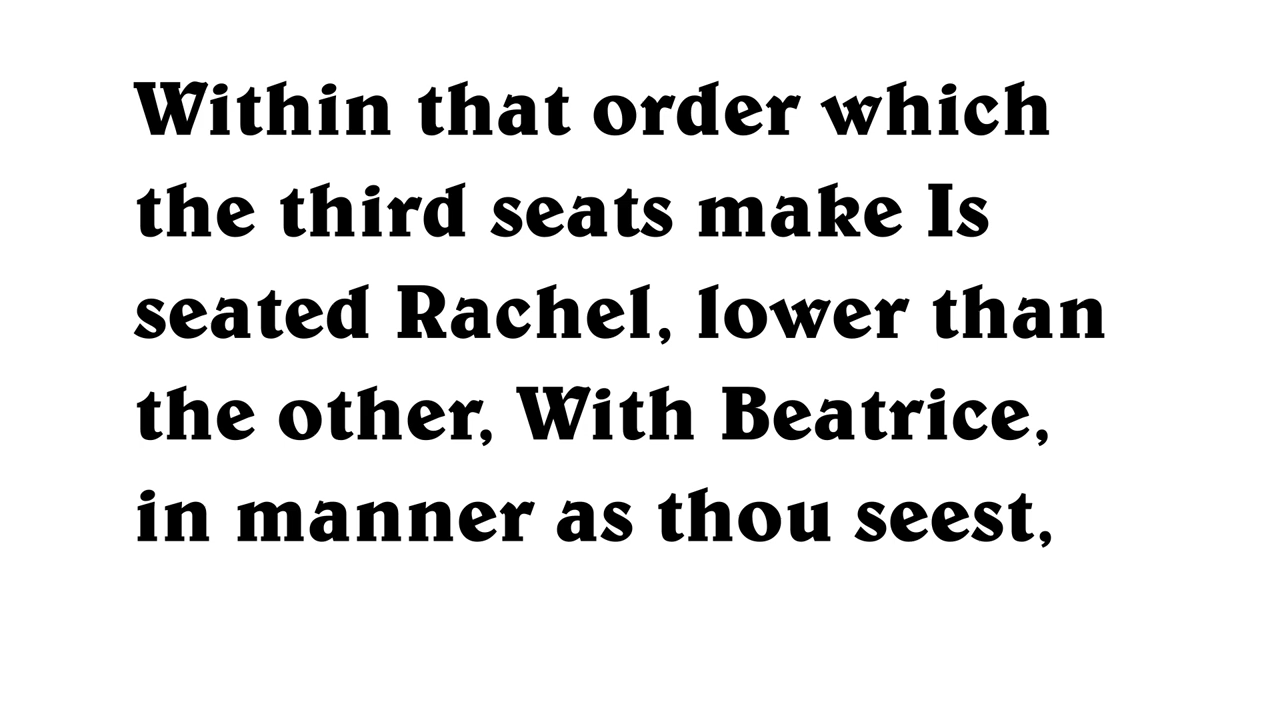 Within that order which
the third seats make Is
seated Rachel, lower than
the other, With Beatrice,
in manner as thou seest,